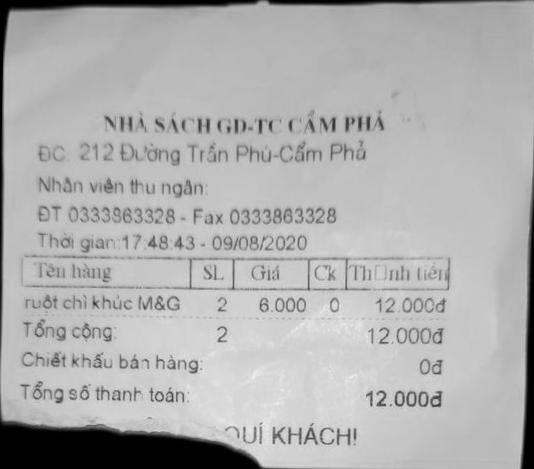 NHÀ SÁCH GD-TC CẨM PHẢ
ĐC: 212 Đường Trần Phú-Cẩm Phả
Nhân viên thu ngân:
ĐT 0333863328 - Fax 0333863328
Thời gian:17:48:43 - 09/08/2020
Tên hàng SL Giá Ck Th□nh tiền
ruột chì khúc M&G 2 6.000 0 12.000đ
Tổng cộng: 2 12.000đ
Chiết khấu bán hàng: 0đ
Tổng số thanh toán: 12.000đ
QUÍ KHÁCH!